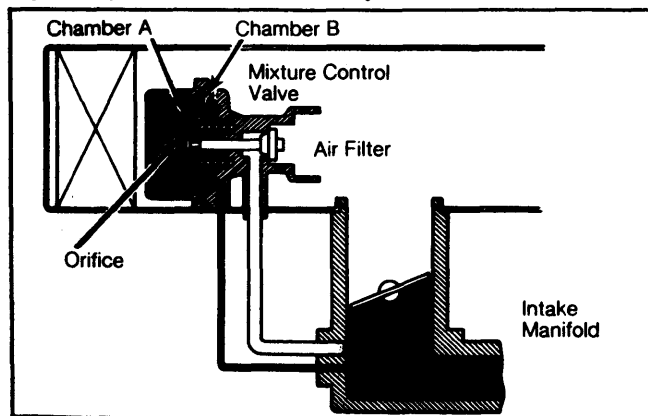 Chamber A
Chamber B
Mixture Control
Valve
Air Filter
Orifice
Intake
Manifold